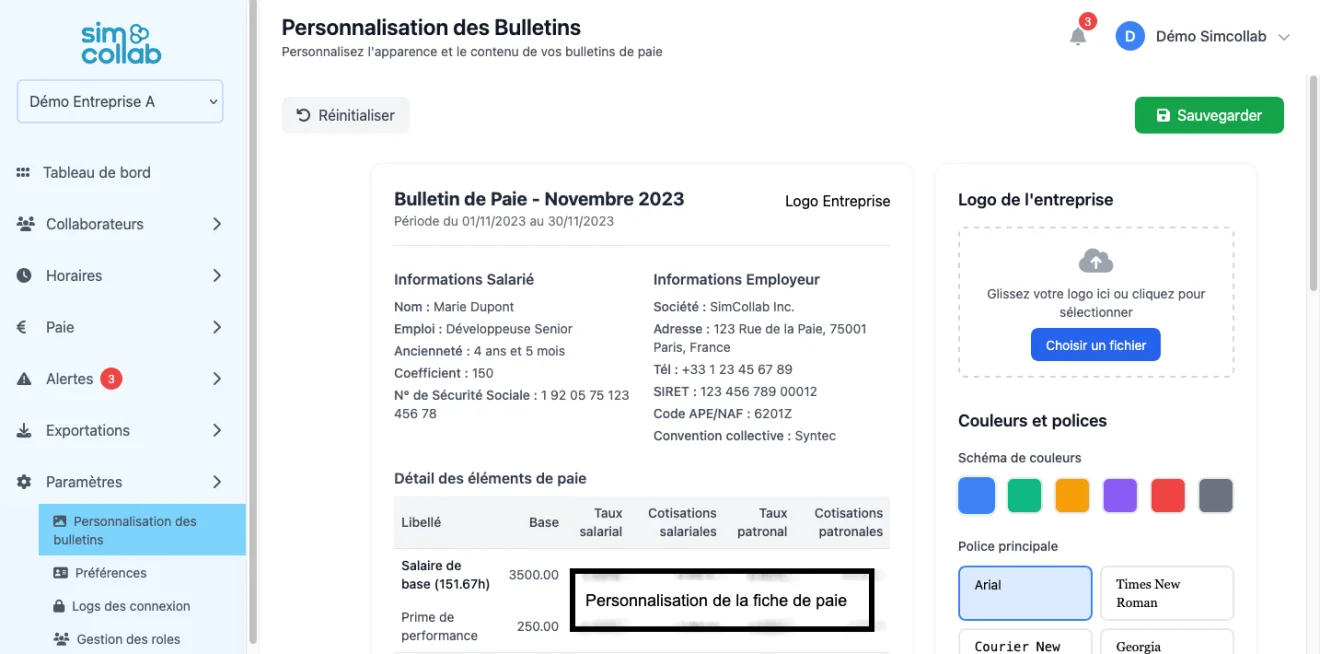 sim
collab
Démo Entreprise A
Tableau de bord
Collaborateurs
Horaires
Paie
Alertes 3
Exportations
Paramètres
Personnalisation des
bulletins
Préférences
Logs des connexion
Gestion des roles
Personnalisation des Bulletins
Personnalisez l'apparence et le contenu de vos bulletins de paie
3
D
Démo Simcollab
Réinitialiser
Sauvegarder
Bulletin de Paie - Novembre 2023
Période du 01/11/2023 au 30/11/2023
Logo Entreprise
Informations Salarié
Nom : Marie Dupont
Emploi : Développeuse Senior
Ancienneté : 4 ans et 5 mois
Coefficient : 150
N° de Sécurité Sociale : 1 92 05 75 123
456 78
Informations Employeur
Société : SimCollab Inc.
Adresse : 123 Rue de la Paie, 75001
Paris, France
Tél : +33 1 23 45 67 89
SIRET : 123 456 789 00012
Code APE/NAF : 6201Z
Convention collective : Syntec
Détail des éléments de paie
Libellé
Base
Taux
salarial
Cotisations
salariales
Taux
patronal
Cotisations
patronales
Salaire de
base (151.67h)
3500.00
Prime de
performance
250.00
Personnalisation de la fiche de paie
Logo de l'entreprise
Glissez votre logo ici ou cliquez pour
sélectionner
Choisir un fichier
Couleurs et polices
Schéma de couleurs
Police principale
Arial
Times New
Roman
Courier New
Georgia